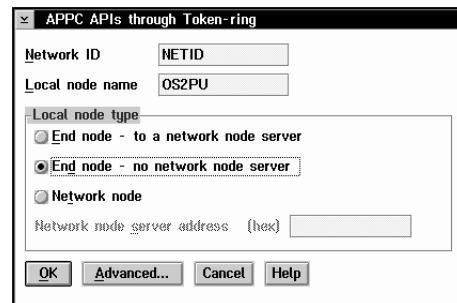 APPC APIs through Token-ring
Network ID NETID
Local node name OS2PU
Local node type
End node - to a network node server
End node - no network node server
Network node
Network node server address (hex)
OK Advanced... Cancel Help